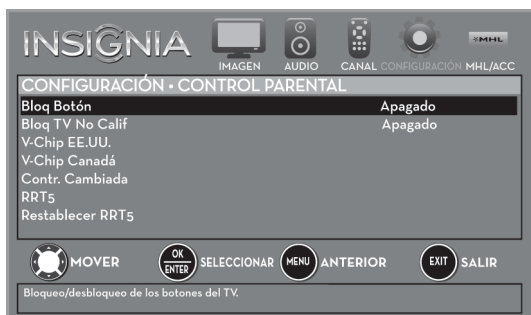 INSIGNIA
IMAGEN AUDIO CANAL CONFIGURACIÓN MHL/ACC
MHL
CONFIGURACIÓN • CONTROL PARENTAL
Bloq Botón Apagado
Bloq TV No Calif Apagado
V-Chip EE.UU.
V-Chip Canadá
Contr. Cambiada
RRT5
Restablecer RRT5
MOVER OK ENTER SELECCIONAR MENU ANTERIOR EXIT SALIR
Bloqueo/desbloqueo de los botones del TV.